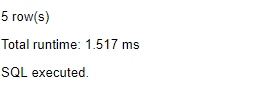 5 row(s)
Total runtime: 1.517 ms
SQL executed.